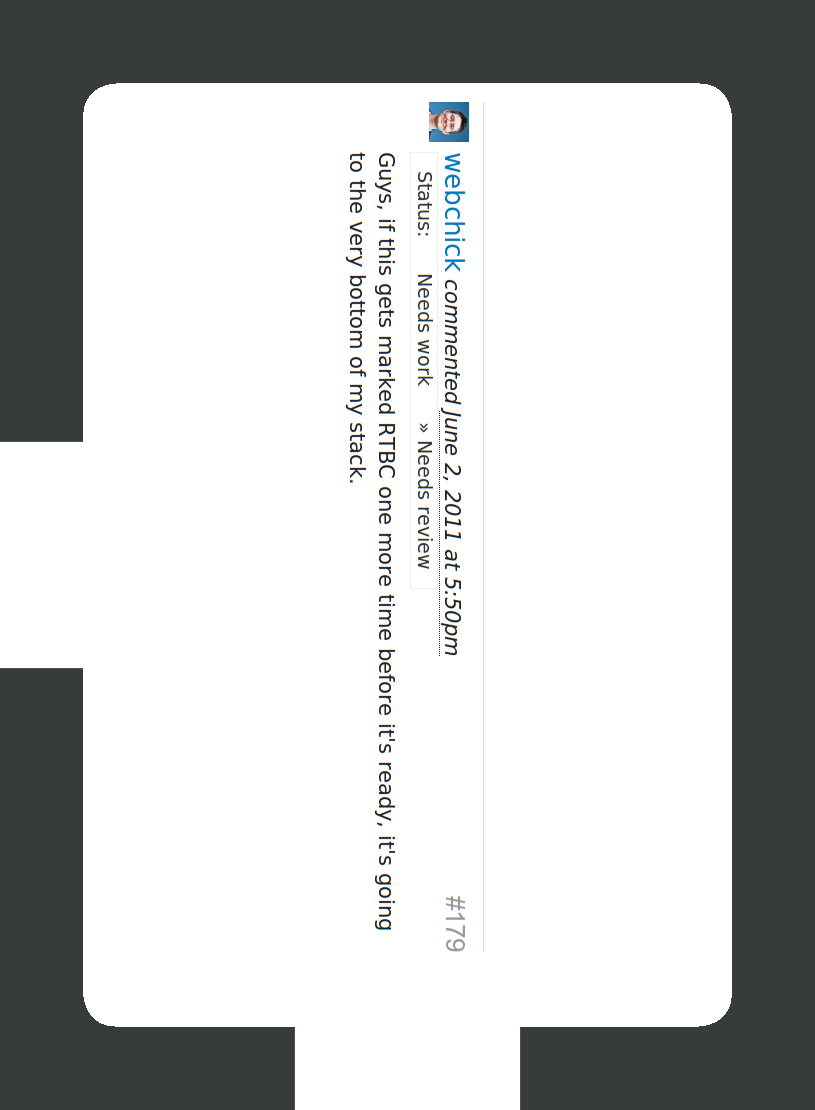 webchick commented June 2, 2011 at 5:50pm #179
Status: Needs work » Needs review
Guys, if this gets marked RTBC one more time before it's ready, it's going
to the very bottom of my stack.